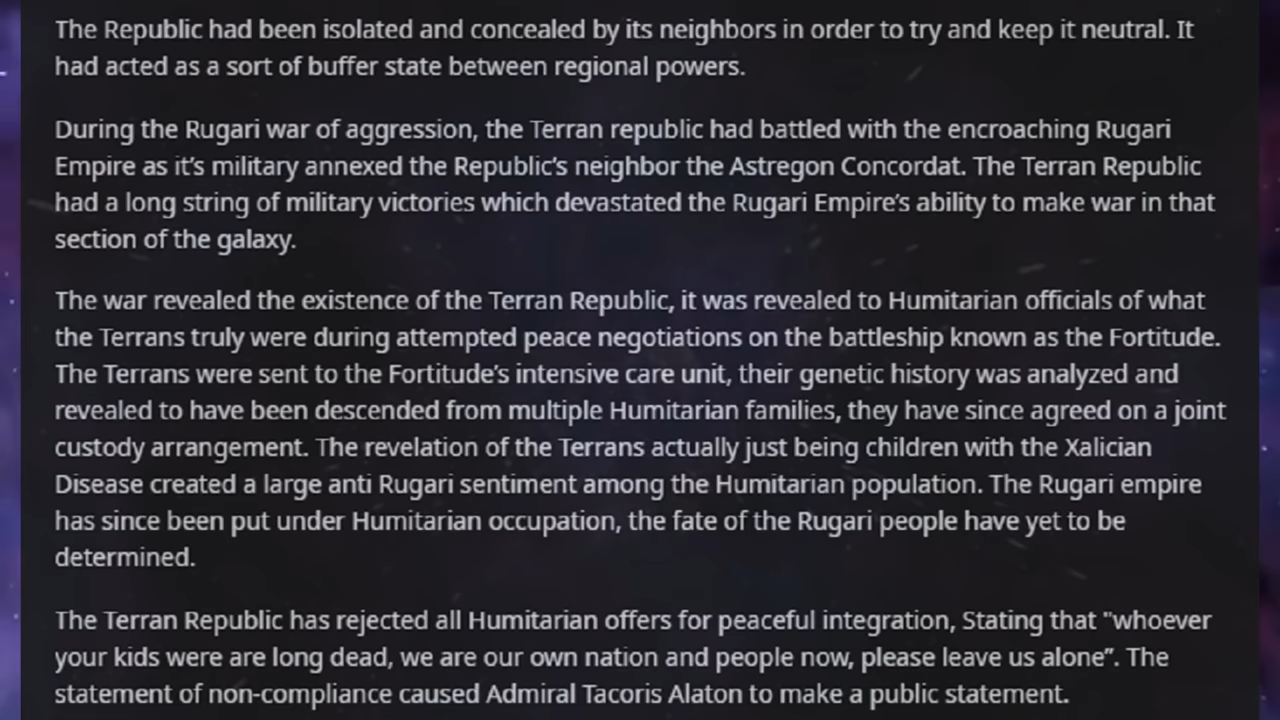 The Republic had been isolated and concealed by its neighbors in order to try and keep it neutral. It
had acted as a sort of buffer state between regional powers.
During the Rugari war of aggression, the Terran republic had battled with the encroaching Rugari
Empire as it's military annexed the Republic's neighbor the Astregon Concordat. The Terran Republic
had a long string of military victories which devastated the Rugari Empire's ability to make war in that
section of the galaxy.
The war revealed the existence of the Terran Republic, it was revealed to Humitarian officials of what
the Terrans truly were during attempted peace negotiations on the battleship known as the Fortitude.
The Terrans were sent to the Fortitude's intensive care unit, their genetic history was analyzed and
revealed to have been descended from multiple Humitarian families, they have since agreed on a joint
custody arrangement. The revelation of the Terrans actually just being children with the Xalician
Disease created a large anti Rugari sentiment among the Humitarian population. The Rugari empire
has since been put under Humitarian occupation, the fate of the Rugari people have yet to be
determined.
The Terran Republic has rejected all Humitarian offers for peaceful integration, Stating that "whoever
your kids were are long dead, we are our own nation and people now, please leave us alone”. The
statement of non-compliance caused Admiral Tacoris Alaton to make a public statement.